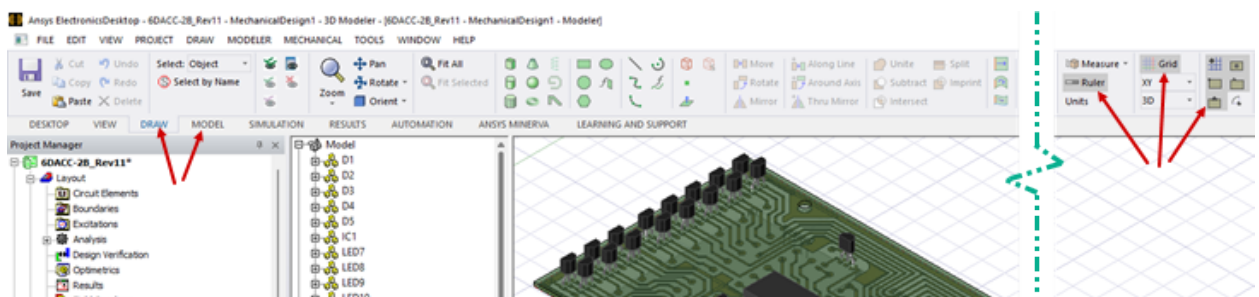 Ansys ElectronicsDesktop - 6DACC-2B_Rev11 - MechanicalDesign1 - 3D Modeler - [6DACC-2B_Rev11 - MechanicalDesign1 - Modeler]
FILE EDIT VIEW PROJECT DRAW MODELER MECHANICAL TOOLS WINDOW HELP
Save
Cut Undo
Copy Redo
Paste Delete
Select: Object
Select by Name
Zoom
Pan
Rotate
Orient
Fit All
Fit Selected
Move Along Line Unite Split
Rotate Around Axis Subtract Imprint
Mirror Thru Mirror Intersect
Measure Grid
Ruler XY
Units 3D
DESKTOP VIEW DRAW MODEL SIMULATION RESULTS AUTOMATION ANSYS MINERVA LEARNING AND SUPPORT
Project Manager
6DACC-2B_Rev11*
Layout
Circuit Elements
Boundaries
Excitations
Analysis
Design Verification
Optimetrics
Results
Model
D1
D2
D3
D4
D5
IC1
LED7
LED8
LED9
LED10